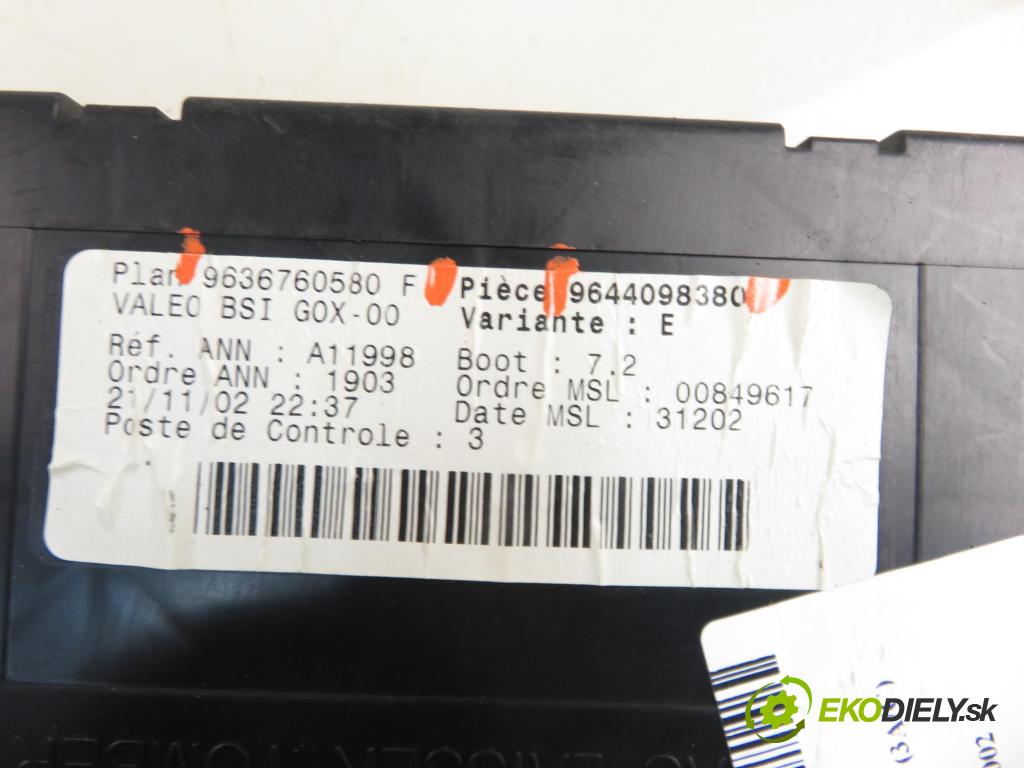 Plan 9636760580 F
Pièce 9644098380
VALEO BSI GOX-00
Variante : E
Réf. ANN : A11998
Boot : 7.2
Ordre ANN : 1903
Ordre MSL : 00849617
21/11/02 22:37
Date MSL : 31202
Poste de Controle : 3
EKODIELY.sk